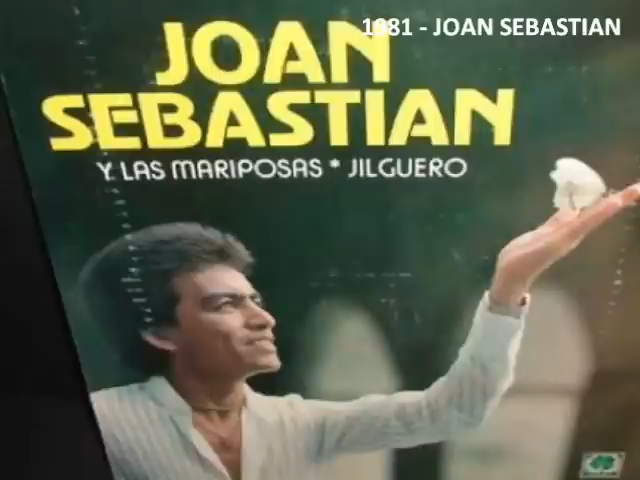 1981 - JOAN SEBASTIAN
JOAN
SEBASTIAN
Y LAS MARIPOSAS * JILGUERO